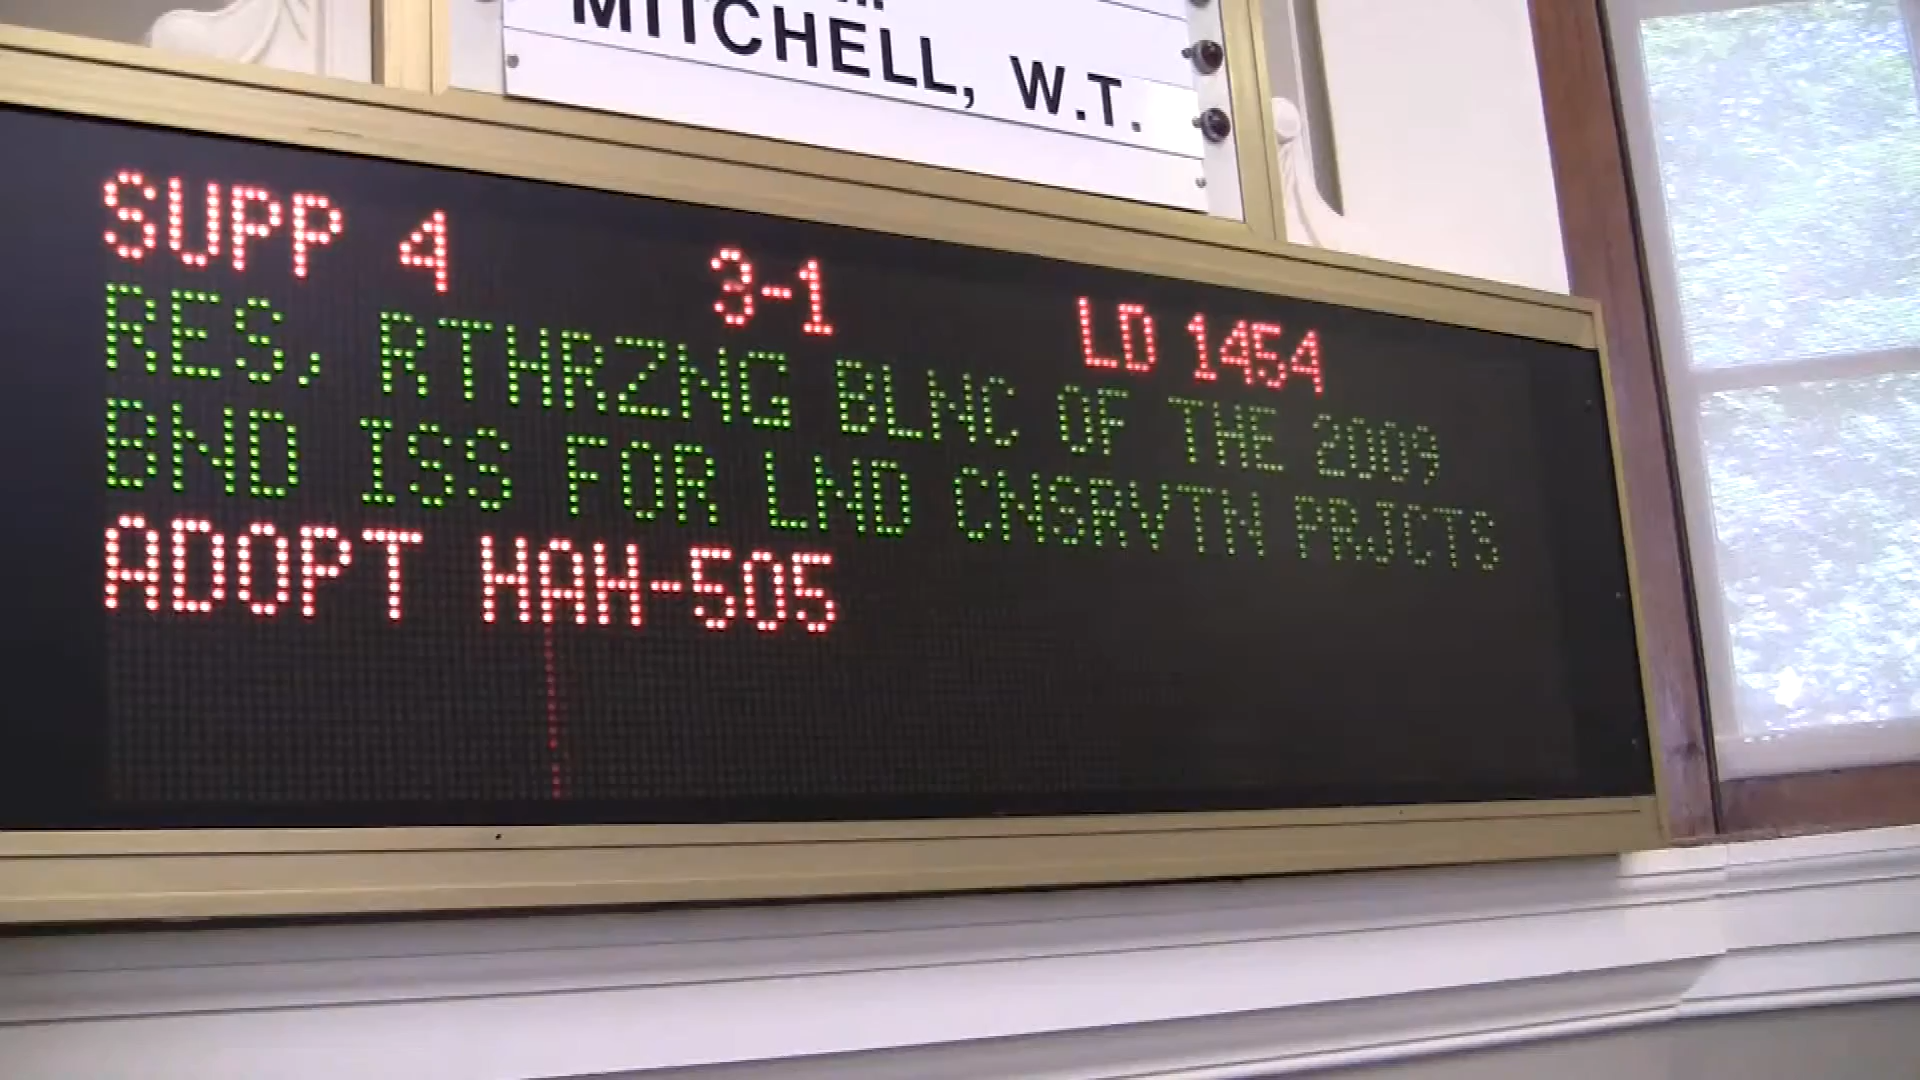 MITCHELL, W.T.
SUPP 4 3-1 LD 1454
RES, RTHRZNG BLNC OF THE 2009
BND ISS FOR LND CNSRVTN PRJCTS
ADOPT HAH-505